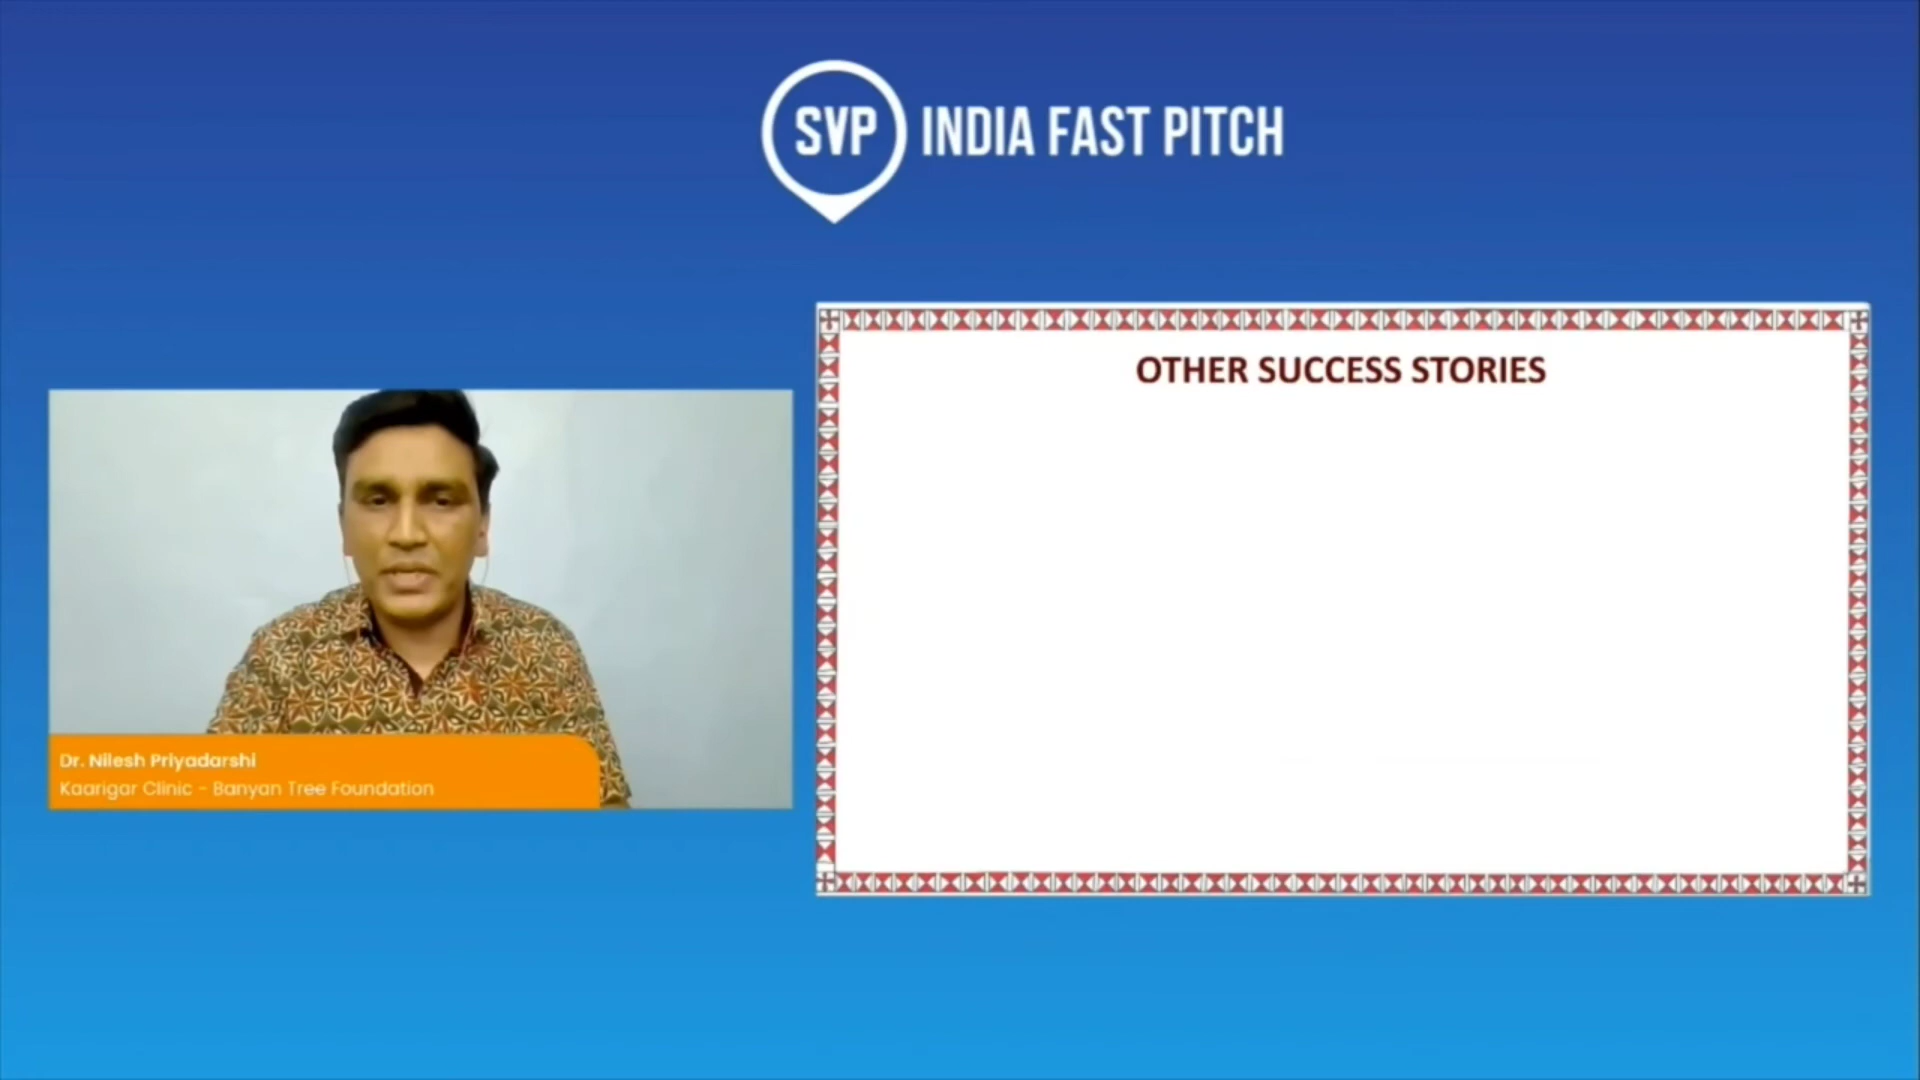 SVP INDIA FAST PITCH
OTHER SUCCESS STORIES
Dr. Nilesh Priyadarshi
Kaarigar Clinic - Banyan Tree Foundation